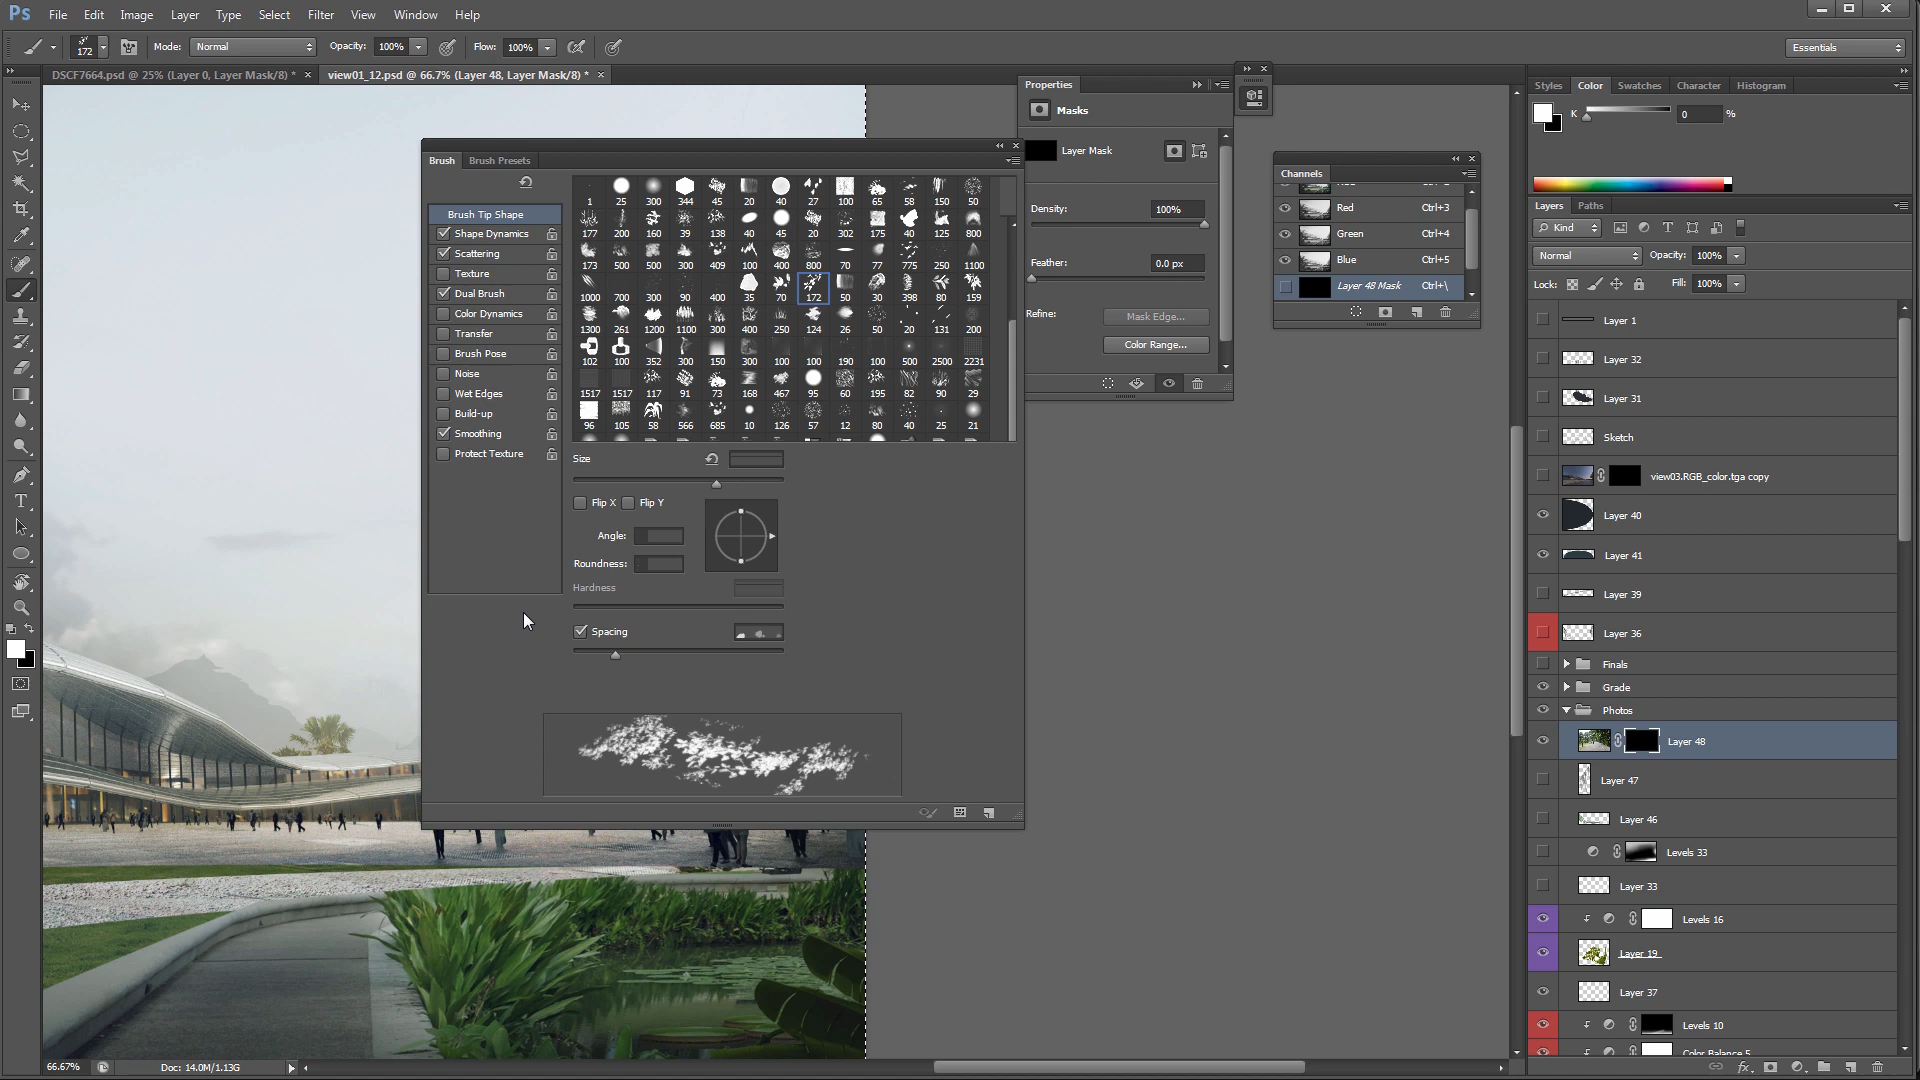 Ps File Edit Image Layer Type Select Filter View Window Help
172 Mode: Normal Opacity: 100% Flow: 100% Essentials
DSCF7664.psd @ 25% (Layer 0, Layer Mask/8) * × view01_12.psd @ 66.7% (Layer 48, Layer Mask/8) * ×
Brush Brush Presets
Brush Tip Shape
Shape Dynamics
Scattering
Texture
Dual Brush
Color Dynamics
Transfer
Brush Pose
Noise
Wet Edges
Build-up
Smoothing
Protect Texture
1 25 300 344 45 20 40 27 100 65 58 150 50
177 200 160 39 138 40 45 20 302 175 40 125 800
173 500 500 300 409 100 400 800 70 77 775 250 1100
1000 700 300 90 400 35 70 172 50 30 398 80 159
1300 261 1200 1100 300 400 250 124 26 50 20 131 200
102 100 352 300 150 300 100 100 190 100 500 2500 2231
1517 1517 117 91 73 168 467 95 60 195 82 90 29
96 105 58 566 685 10 126 57 12 80 40 25 21
Size
Flip X Flip Y
Angle:
Roundness:
Hardness
Spacing
Properties
Masks
Layer Mask
Density: 100%
Feather: 0.0 px
Refine: Mask Edge...
Color Range...
Channels
Red Ctrl+3
Green Ctrl+4
Blue Ctrl+5
Layer 48 Mask Ctrl+\
Styles Color Swatches Character Histogram
K 0 %
Layers Paths
Kind
Normal Opacity: 100%
Lock: Fill: 100%
Layer 1
Layer 32
Layer 31
Sketch
view03.RGB_color.tga copy
Layer 40
Layer 41
Layer 39
Layer 36
Finals
Grade
Photos
Layer 48
Layer 47
Layer 46
Levels 33
Layer 33
Levels 16
Layer 19
Layer 37
Levels 10
Color Balance 5
66.67% Doc: 14.0M/1.13G